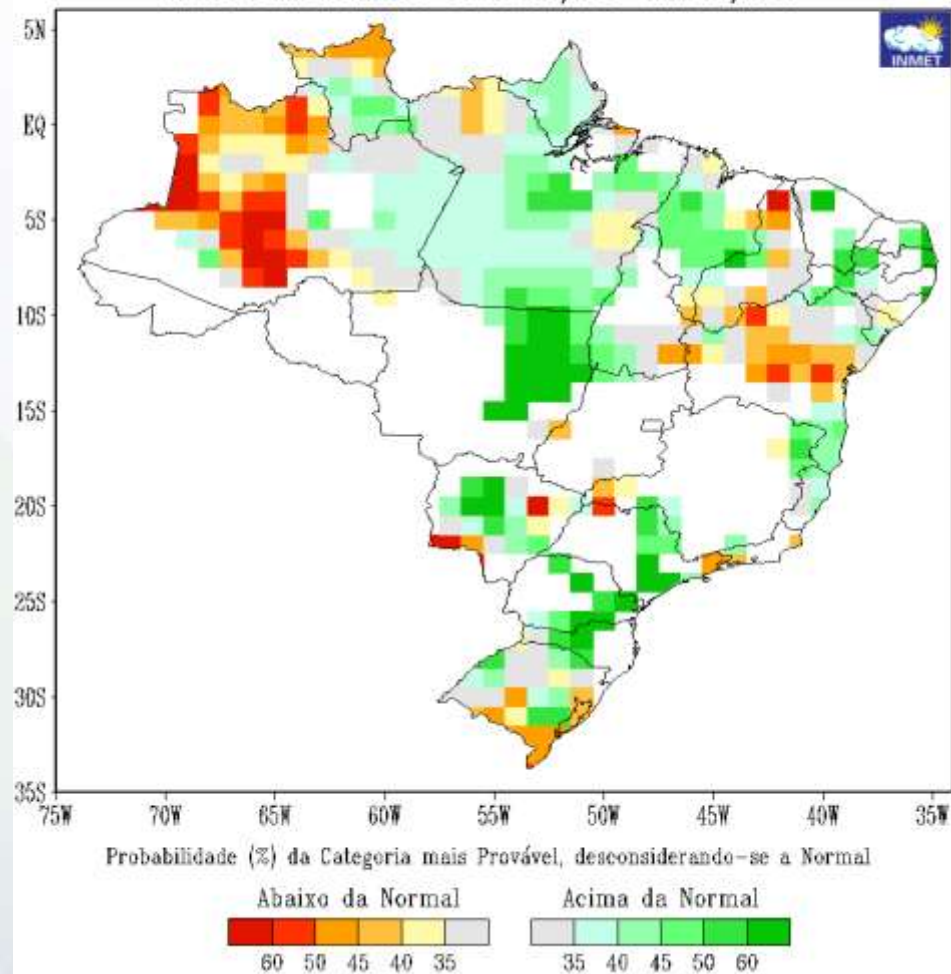 INMET
5N
EQ
5S
10S
15S
20S
25S
30S
35S
75W 70W 65W 60W 55W 50W 45W 40W 35W
Probabilidade (%) da Categoria mais Provável, desconsiderando-se a Normal
Abaixo da Normal Acima da Normal
60 50 45 40 35 35 40 45 50 60